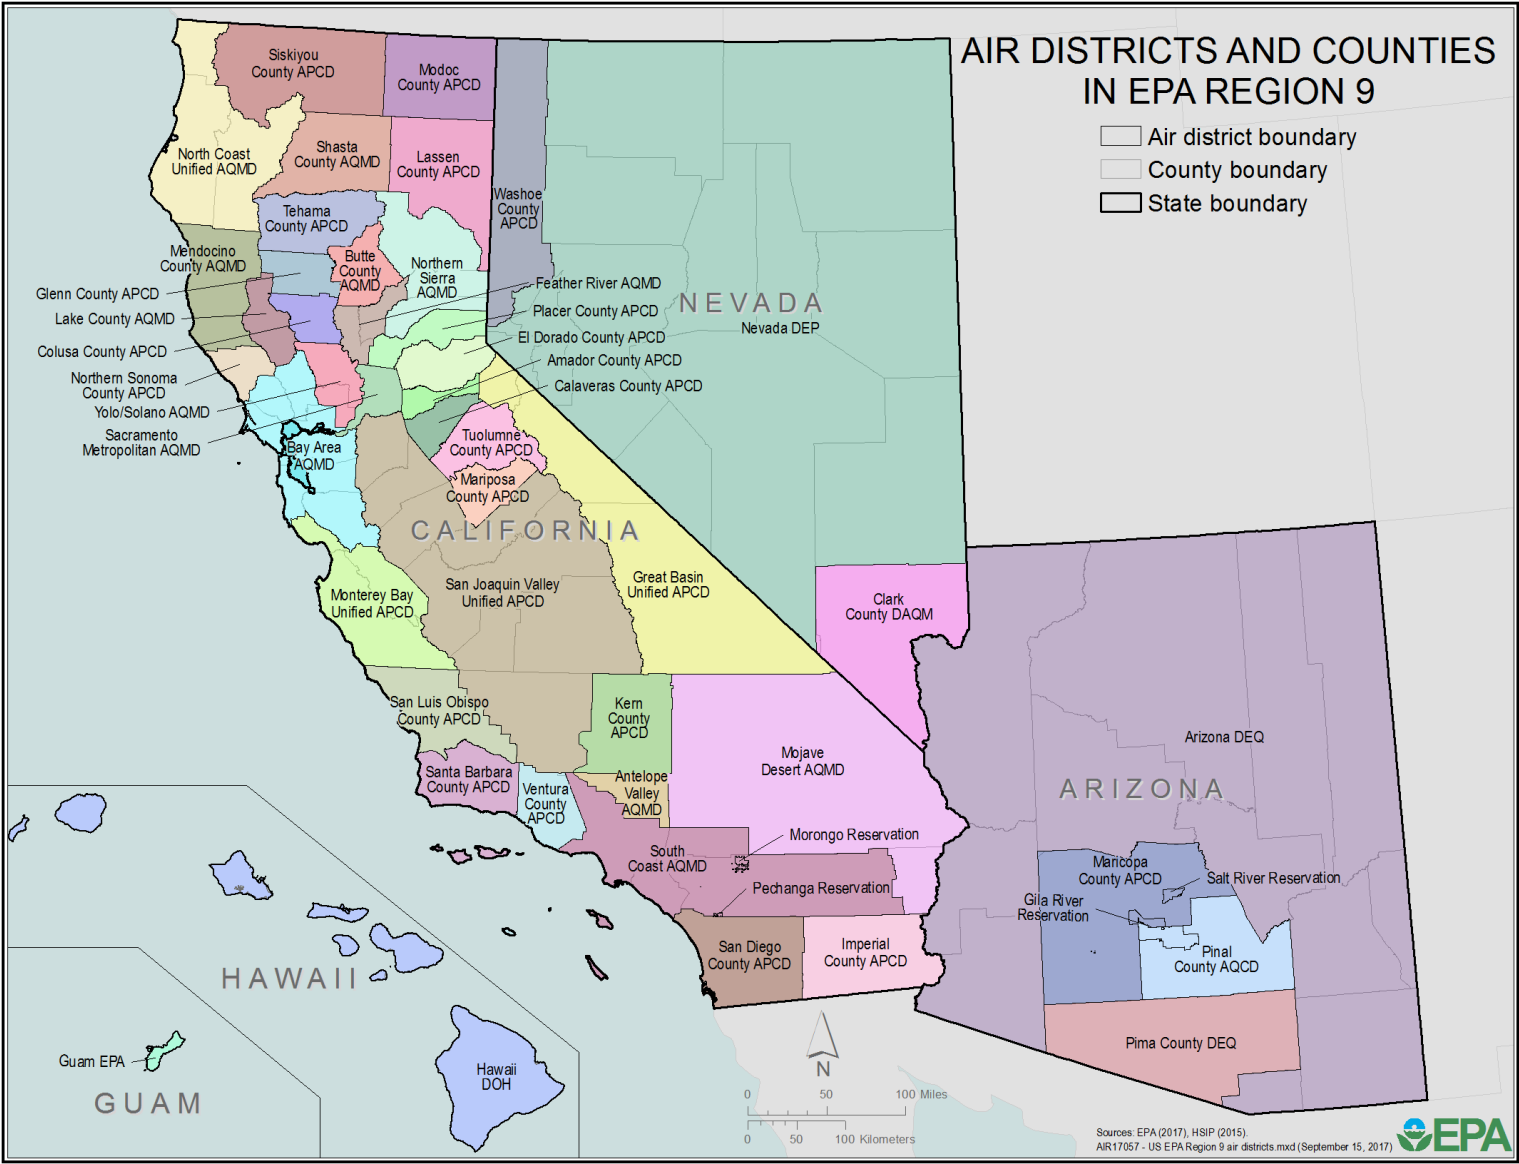 AIR DISTRICTS AND COUNTIES
IN EPA REGION 9
Air district boundary
County boundary
State boundary
Siskiyou
County APCD
Modoc
County APCD
North Coast
Unified AQMD
Shasta
County AQMD
Lassen
County APCD
Washoe
County
APCD
Tehama
County APCD
Mendocino
County AQMD
Butte
County
AQMD
Northern
Sierra
AQMD
Glenn County APCD
Lake County AQMD
Colusa County APCD
Northern Sonoma
County APCD
Yolo/Solano AQMD
Sacramento
Metropolitan AQMD
Feather River AQMD
Placer County APCD
El Dorado County APCD
Amador County APCD
Calaveras County APCD
NEVADA
Nevada DEP
Bay Area
AQMD
Tuolumne
County APCD
Mariposa
County APCD
CALIFORNIA
Monterey Bay
Unified APCD
San Joaquin Valley
Unified APCD
Great Basin
Unified APCD
Clark
County DAQM
San Luis Obispo
County APCD
Kern
County
APCD
Mojave
Desert AQMD
Santa Barbara
County APCD
Ventura
County
APCD
Antelope
Valley
AQMD
South
Coast AQMD
Morongo Reservation
Pechanga Reservation
San Diego
County APCD
Imperial
County APCD
Arizona DEQ
ARIZONA
Maricopa
County APCD
Salt River Reservation
Gila River
Reservation
Pinal
County AQCD
Pima County DEQ
HAWAII
Hawaii
DOH
Guam EPA
GUAM
N
0 50 100 Miles
0 50 100 Kilometers
Sources: EPA (2017), HSIP (2015).
AIR17057 - US EPA Region 9 air districts.mxd (September 15, 2017)
EPA